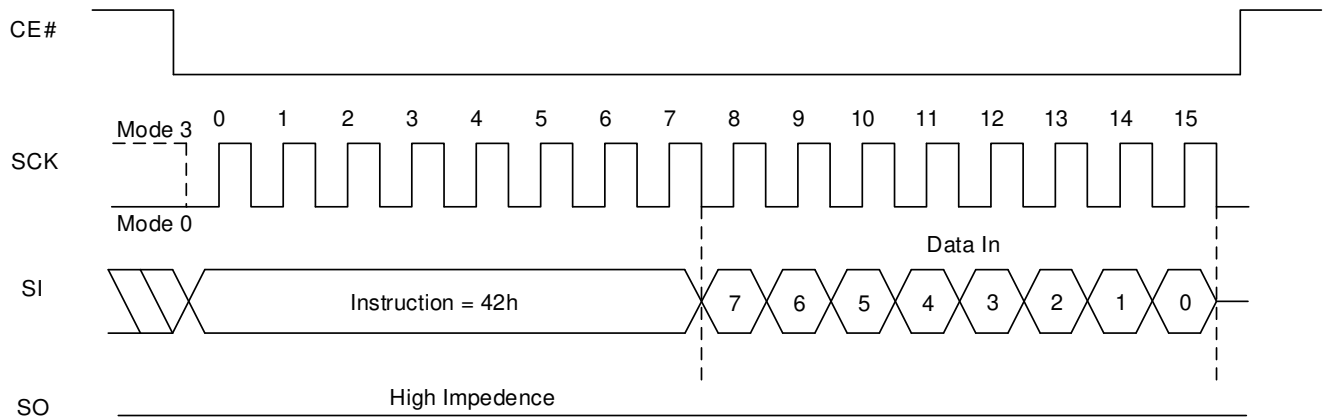 CE#
Mode 3
0 1 2 3 4 5 6 7 8 9 10 11 12 13 14 15
SCK
Mode 0
Data In
SI
Instruction = 42h
7 6 5 4 3 2 1 0
High Impedence
SO